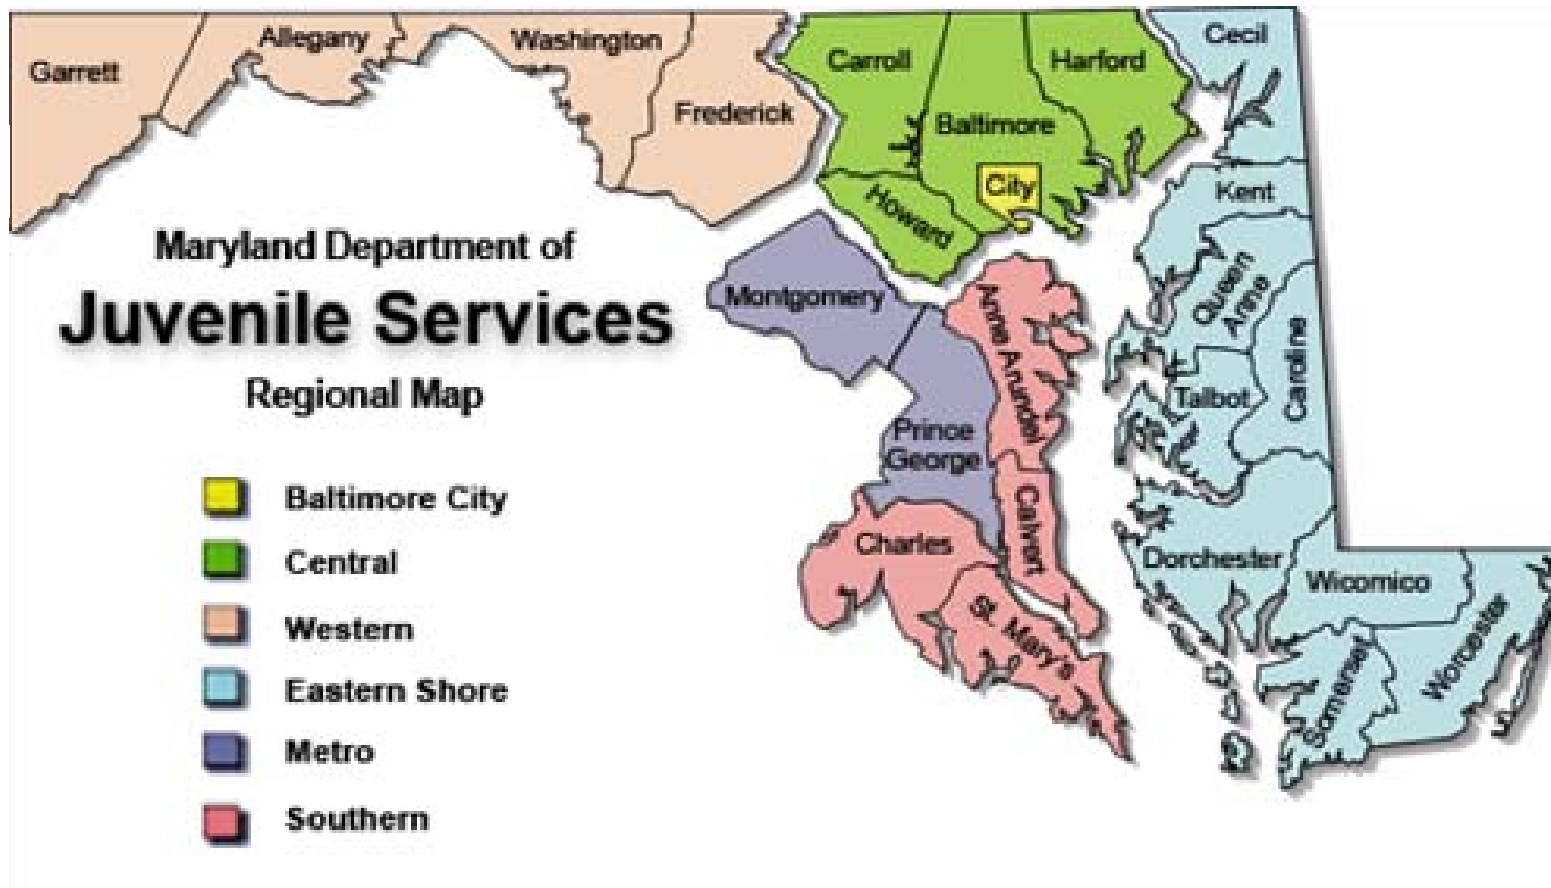 Garrett
Allegany
Washington
Frederick
Carroll
Baltimore
Harford
Cecil
City
Howard
Kent
Queen
Anne
Montgomery
Anne Arundel
Caroline
Talbot
Prince
George
Calvert
Charles
St. Mary's
Dorchester
Wicomico
Worcester
Somerset
Maryland Department of
Juvenile Services
Regional Map
Baltimore City
Central
Western
Eastern Shore
Metro
Southern